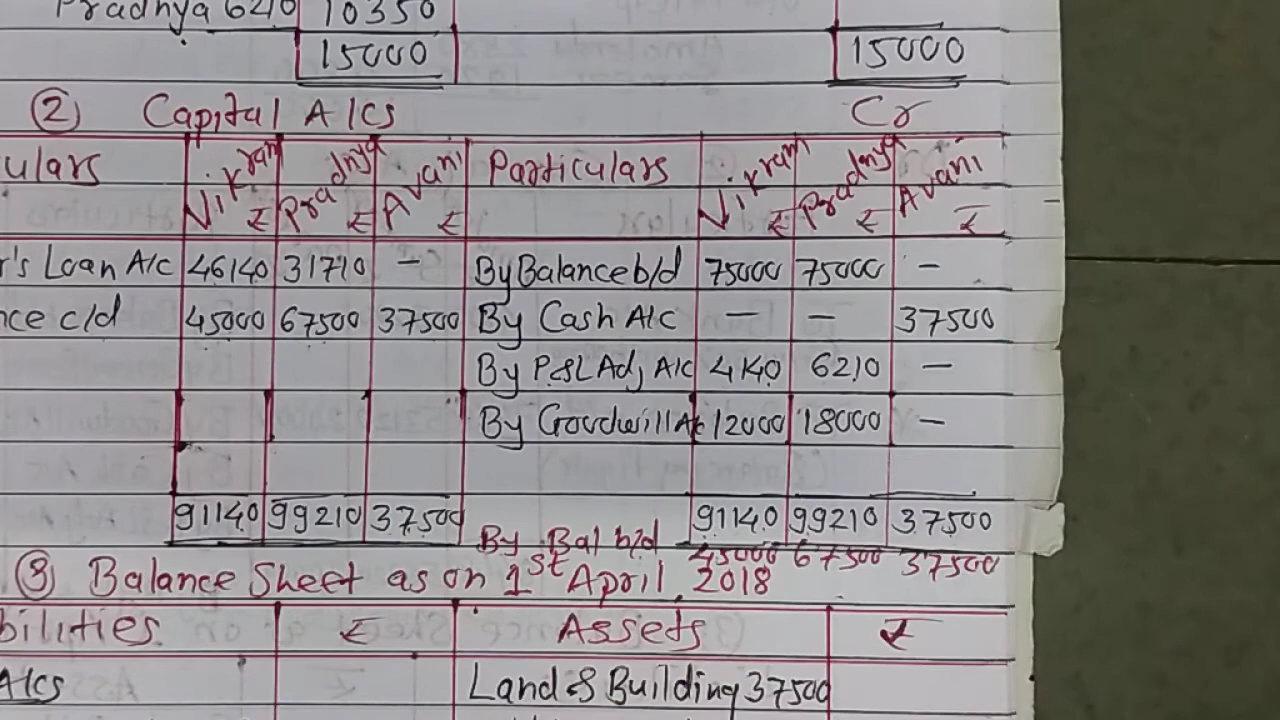 Pradnya 6210 10350
15000 15000
② Capital A/cs Cr
ulars Vikram ₹ Pradnya ₹ Avani ₹ Particulars Vikram ₹ Pradnya ₹ Avani ₹
r's Loan A/c 46140 31710 – By Balance b/d 75000 75000 –
nce c/d 45000 67500 37500 By Cash A/c – – 37500
By P&L Adj A/c 4140 6210 –
By Goodwill A/c 12000 18000 –
91140 99210 37500 91140 99210 37500
By Bal b/d 45000 67500 37500
③ Balance Sheet as on 1st April, 2018
bilities ₹ Assets ₹
A/cs Land & Building 37500